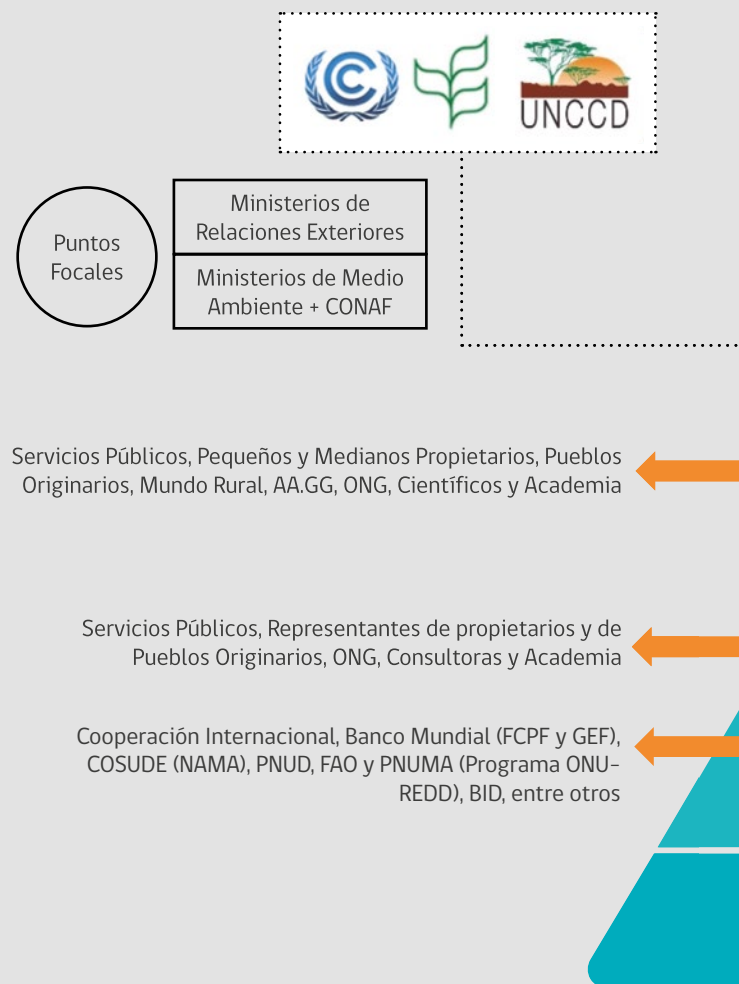 UNCCD
Puntos
Focales
Ministerios de
Relaciones Exteriores
Ministerios de Medio
Ambiente + CONAF
Servicios Públicos, Pequeños y Medianos Propietarios, Pueblos
Originarios, Mundo Rural, AA.GG, ONG, Científicos y Academia
Servicios Públicos, Representantes de propietarios y de
Pueblos Originarios, ONG, Consultoras y Academia
Cooperación Internacional, Banco Mundial (FCPF y GEF),
COSUDE (NAMA), PNUD, FAO y PNUMA (Programa ONU-
REDD), BID, entre otros